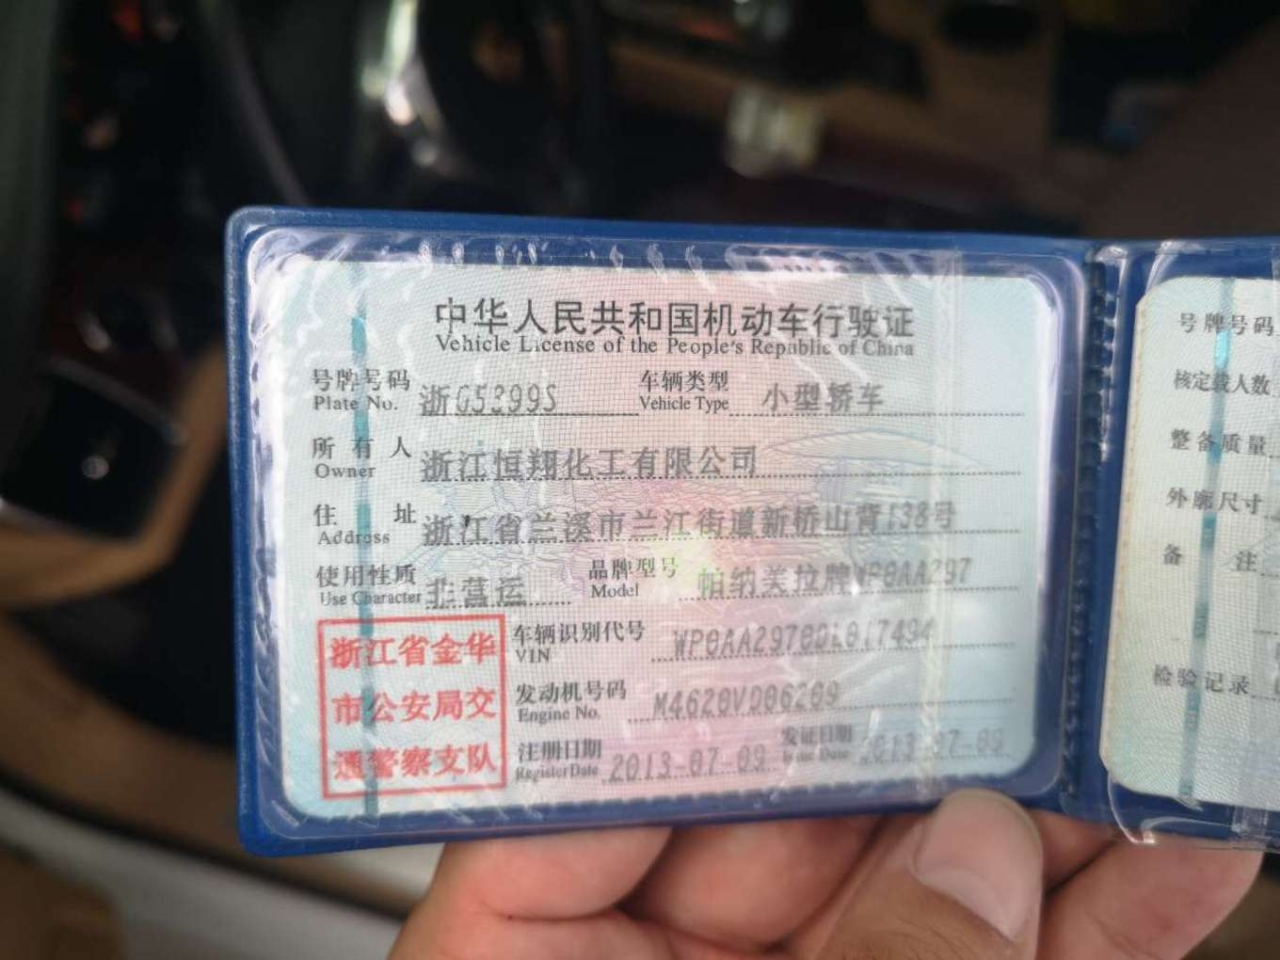 中华人民共和国机动车行驶证
Vehicle License of the People's Republic of China
号牌号码 浙G5399S 车辆类型 小型轿车
Plate No. Vehicle Type
所有人 浙江恒翔化工有限公司
Owner
住址 浙江省兰溪市兰江街道新桥山背138号
Address
使用性质 非营运 品牌型号 帕纳美拉牌WP0AA297
Use Character Model
浙江省金华
市公安局交
通警察支队
车辆识别代号
VIN
发动机号码 M4620VD06209
Engine No.
注册日期 2013-07-09 发证日期 2013-07-09
Register Date Issue Date
号牌号码
核定载人数
整备质量
外廓尺寸
备注
检验记录